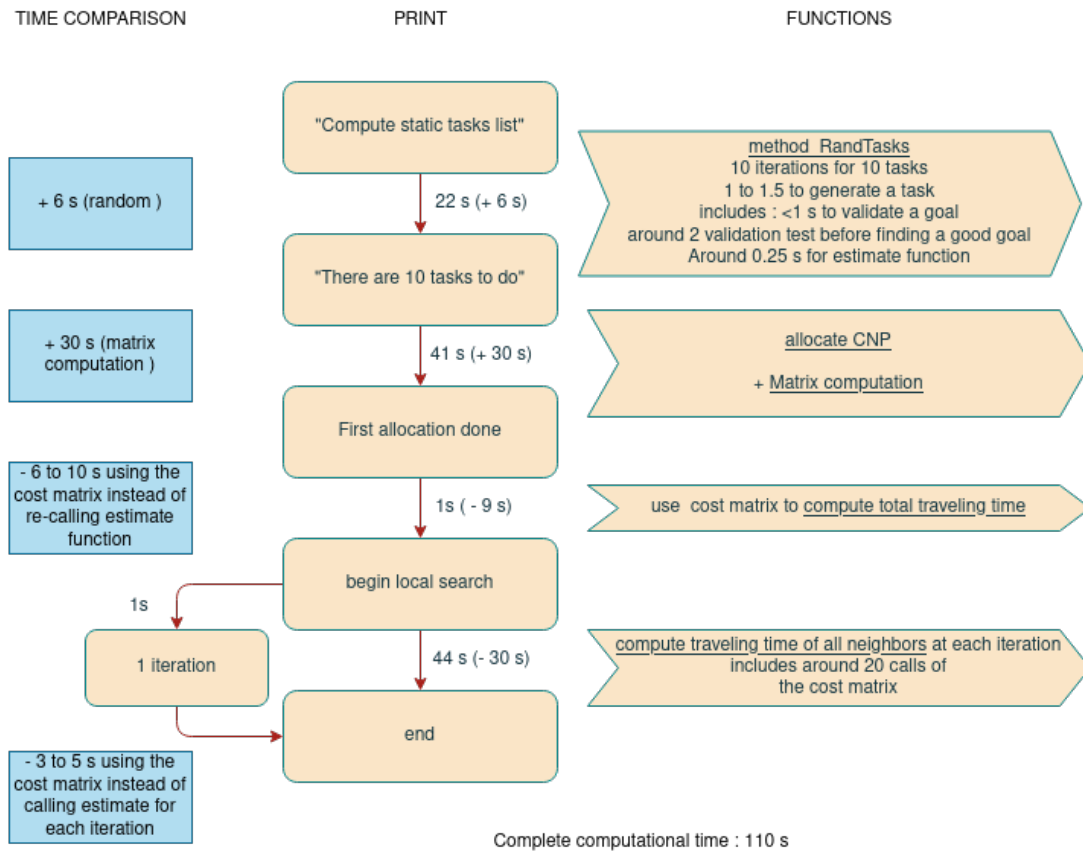 TIME COMPARISON
PRINT
FUNCTIONS
"Compute static tasks list"
method RandTasks
10 iterations for 10 tasks
1 to 1.5 to generate a task
includes : <1 s to validate a goal
around 2 validation test before finding a good goal
Around 0.25 s for estimate function
+ 6 s (random )
22 s (+ 6 s)
"There are 10 tasks to do"
+ 30 s (matrix
computation )
41 s (+ 30 s)
allocate CNP
+ Matrix computation
First allocation done
- 6 to 10 s using the
cost matrix instead of
re-calling estimate
function
1s ( - 9 s)
use cost matrix to compute total traveling time
begin local search
1s
1 iteration
44 s (- 30 s)
compute traveling time of all neighbors at each iteration
includes around 20 calls of
the cost matrix
end
- 3 to 5 s using the
cost matrix instead of
calling estimate for
each iteration
Complete computational time : 110 s